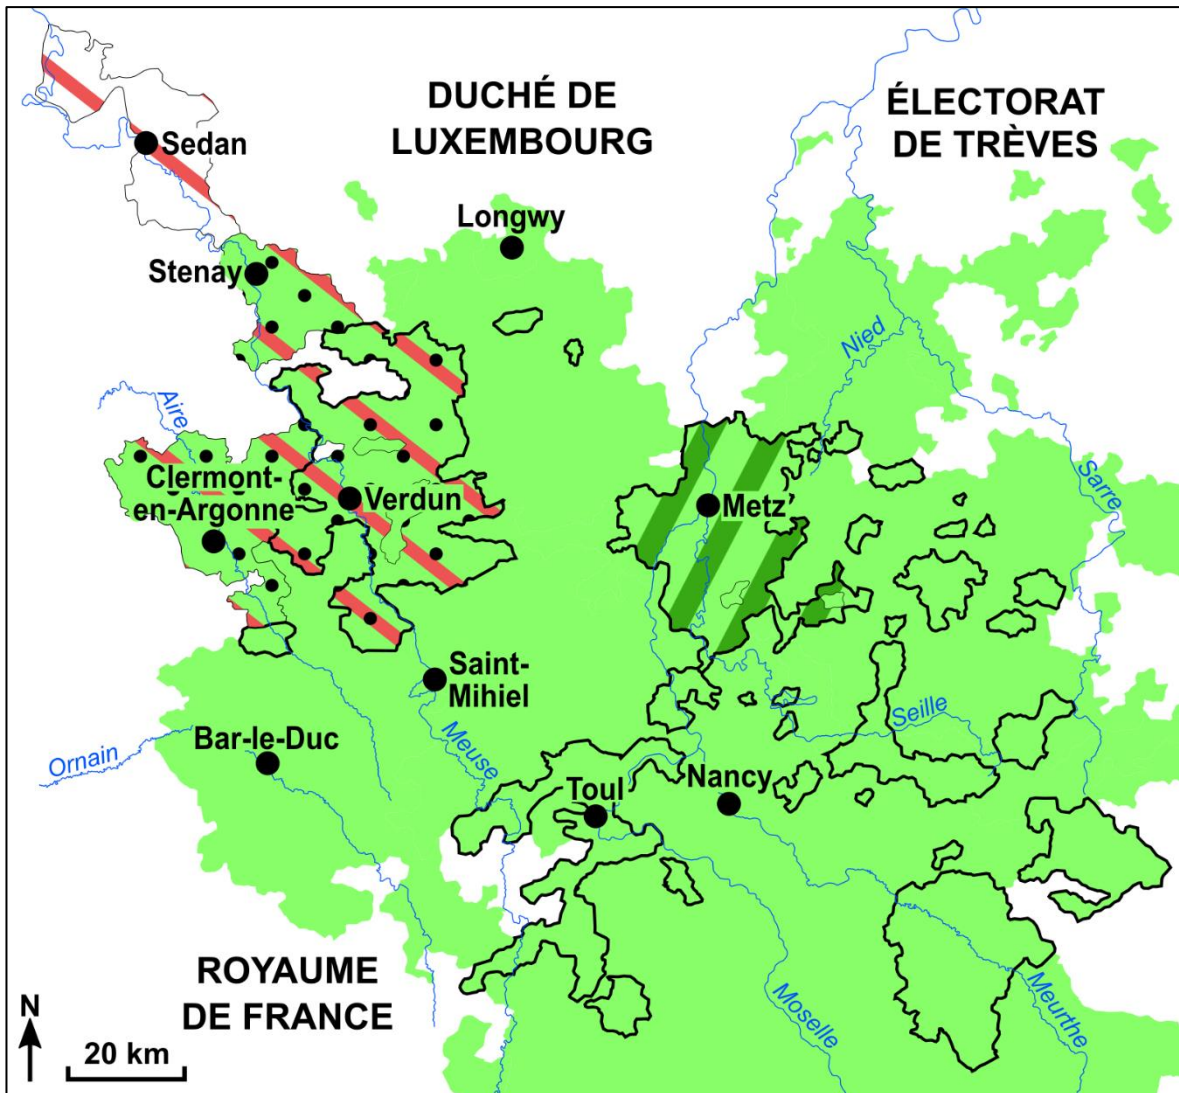 DUCHÉ DE
LUXEMBOURG
ÉLECTORAT
DE TRÈVES
Sedan
Longwy
Stenay
Nied
Aire
Clermont-
en-Argonne
Verdun
Metz
Sarre
Saint-
Mihiel
Meuse
Seille
Bar-le-Duc
Ornain
Toul
Nancy
ROYAUME
DE FRANCE
Moselle
Meurthe
N
20 km